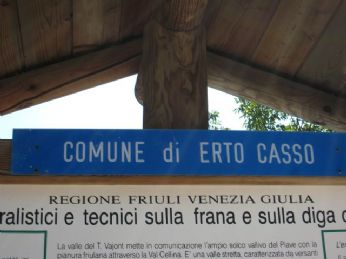 COMUNE di ERTO CASSO
REGIONE FRIULI VENEZIA GIULIA
ralistici e tecnici sulla frana e sulla diga
La valle del T. Vajont mette in comunicazione l'ampio solco vallivo del Piave con la
pianura friulana attraverso la Val Cellina. E' una valle stretta, caratterizzata da versanti